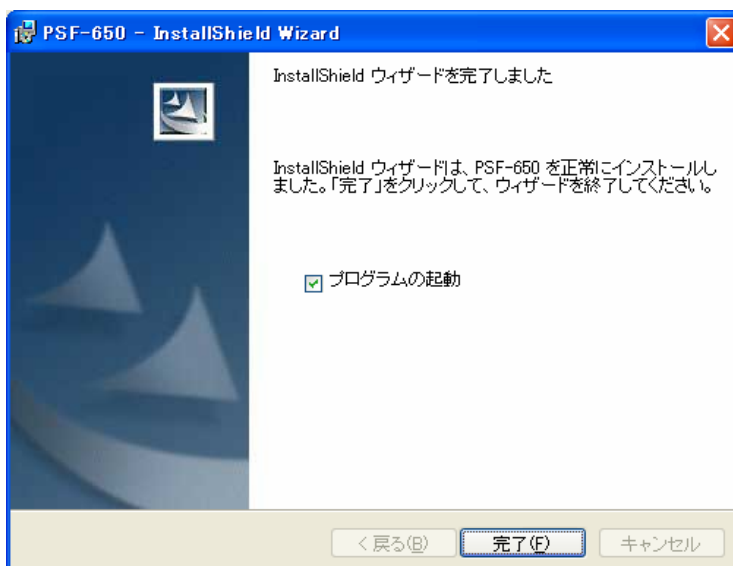 PSF-650 - InstallShield Wizard
InstallShield ウィザードを完了しました
InstallShield ウィザードは、PSF-650 を正常にインストールし
ました。「完了」をクリックして、ウィザードを終了してください。
プログラムの起動
< 戻る(B) 完了(F) キャンセル